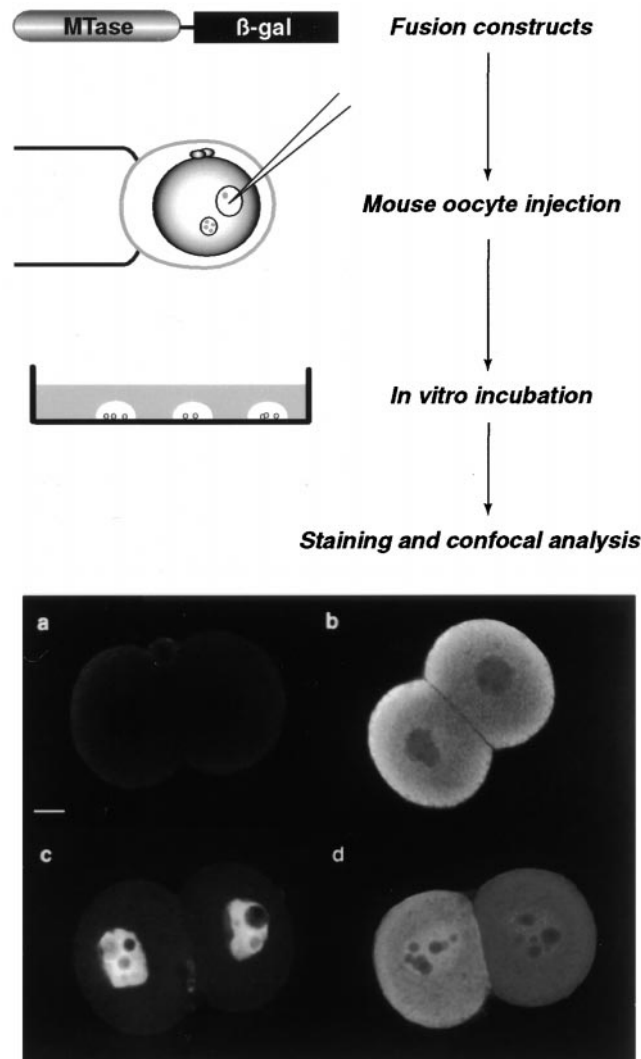 MTase
ß-gal
Fusion constructs
Mouse oocyte injection
In vitro incubation
Staining and confocal analysis
a
b
c
d